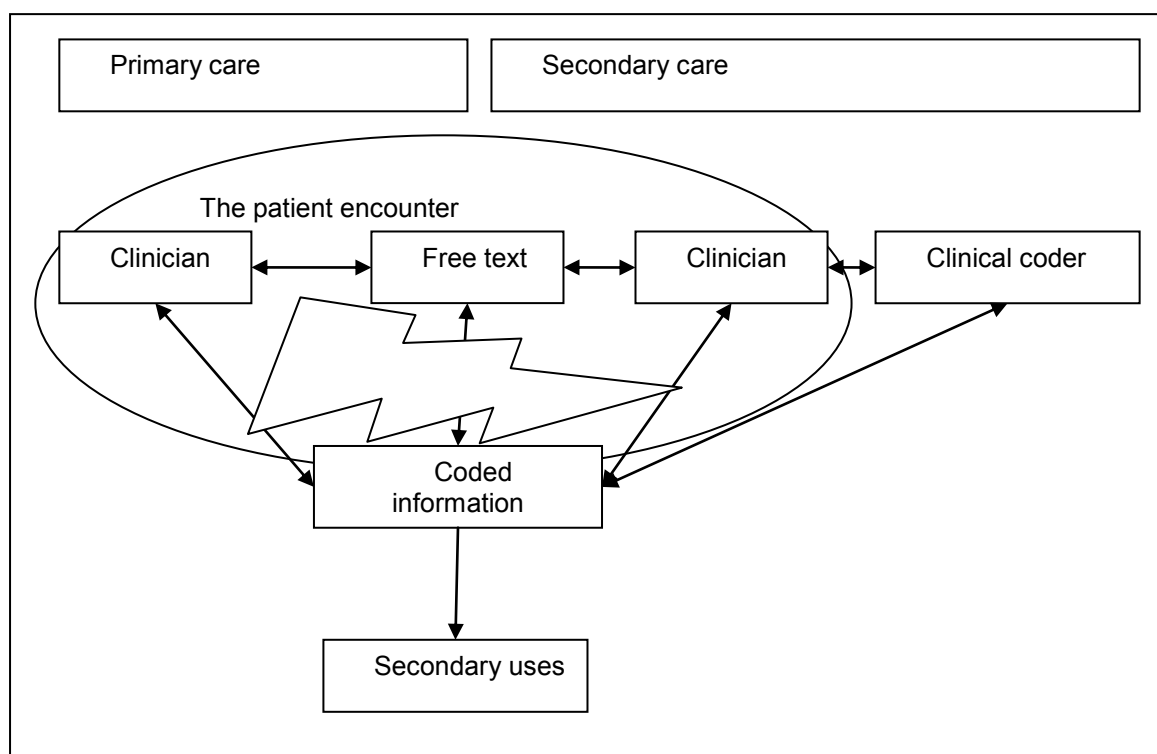 Primary care
Secondary care
The patient encounter
Clinician
Free text
Clinician
Clinical coder
Coded
information
Secondary uses